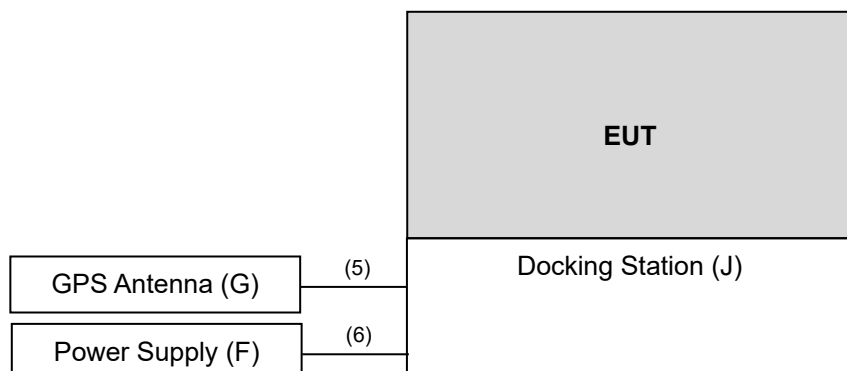 EUT
Docking Station (J)
GPS Antenna (G)
(5)
Power Supply (F)
(6)